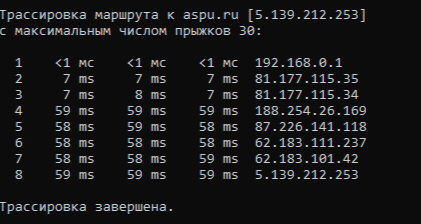 Трассировка маршрута к aspu.ru [5.139.212.253]
с максимальным числом прыжков 30:
1 <1 мс <1 мс <1 мс 192.168.0.1
2 7 ms 7 ms 7 ms 81.177.115.35
3 7 ms 8 ms 7 ms 81.177.115.34
4 59 ms 59 ms 59 ms 188.254.26.169
5 58 ms 59 ms 59 ms 87.226.141.118
6 58 ms 58 ms 58 ms 62.183.111.237
7 58 ms 58 ms 59 ms 62.183.101.42
8 59 ms 59 ms 59 ms 5.139.212.253
Трассировка завершена.